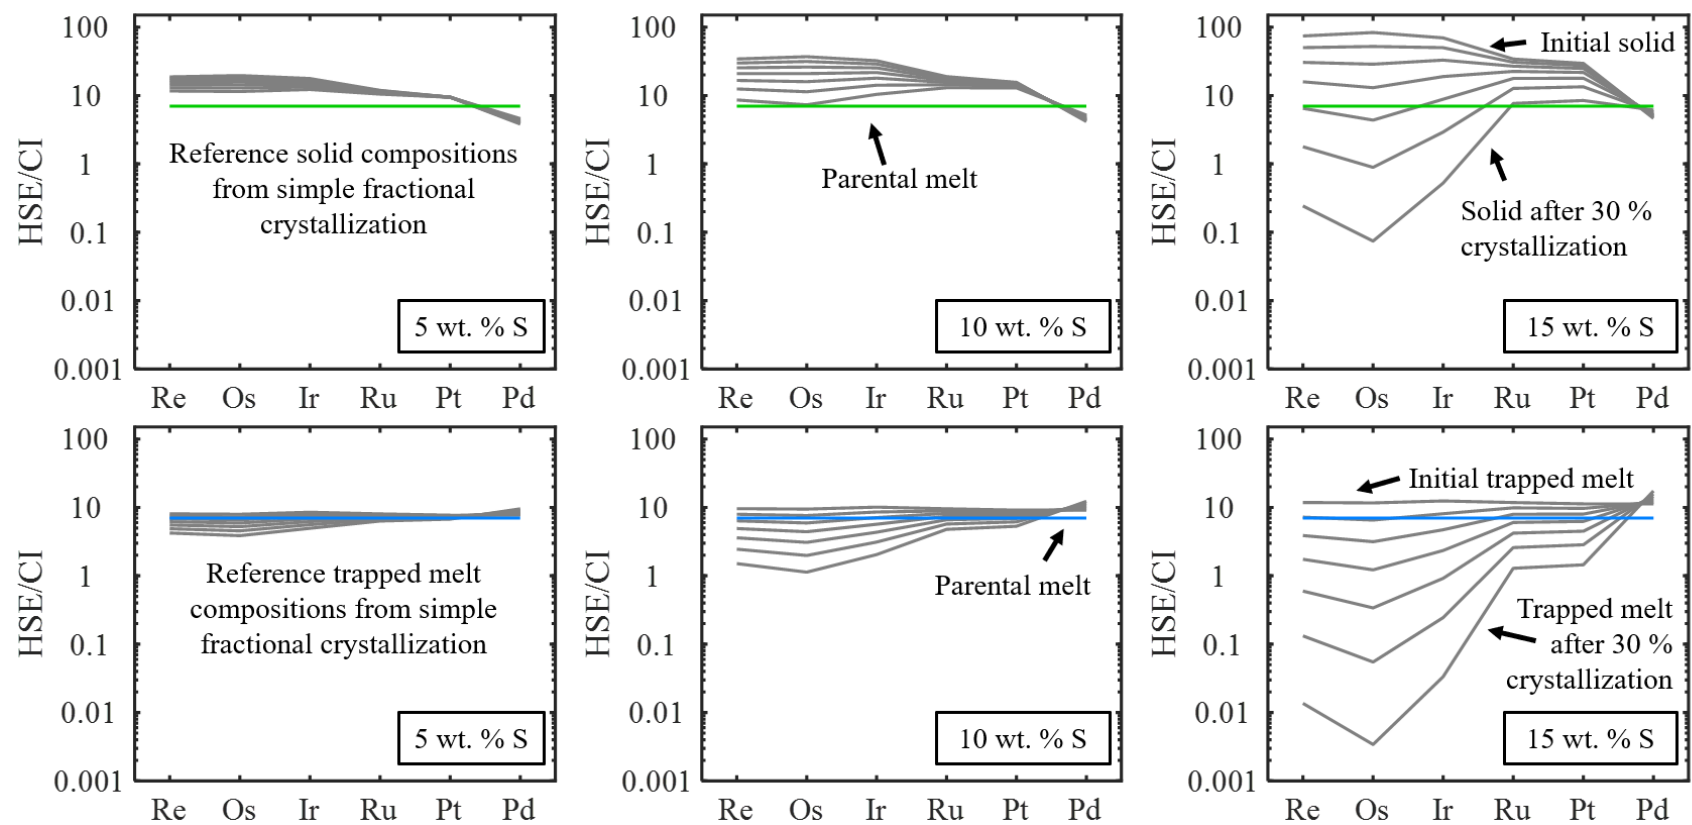 100
10
1
0.1
0.01
0.001
HSE/CI
Reference solid compositions
from simple fractional
crystallization
5 wt. % S
Re Os Ir Ru Pt Pd
100
10
1
0.1
0.01
0.001
HSE/CI
Parental melt
10 wt. % S
Re Os Ir Ru Pt Pd
100
10
1
0.1
0.01
0.001
HSE/CI
Initial solid
Solid after 30 %
crystallization
15 wt. % S
Re Os Ir Ru Pt Pd
100
10
1
0.1
0.01
0.001
HSE/CI
Reference trapped melt
compositions from simple
fractional crystallization
5 wt. % S
Re Os Ir Ru Pt Pd
100
10
1
0.1
0.01
0.001
HSE/CI
Parental melt
10 wt. % S
Re Os Ir Ru Pt Pd
100
10
1
0.1
0.01
0.001
HSE/CI
Initial trapped melt
Trapped melt
after 30 %
crystallization
15 wt. % S
Re Os Ir Ru Pt Pd